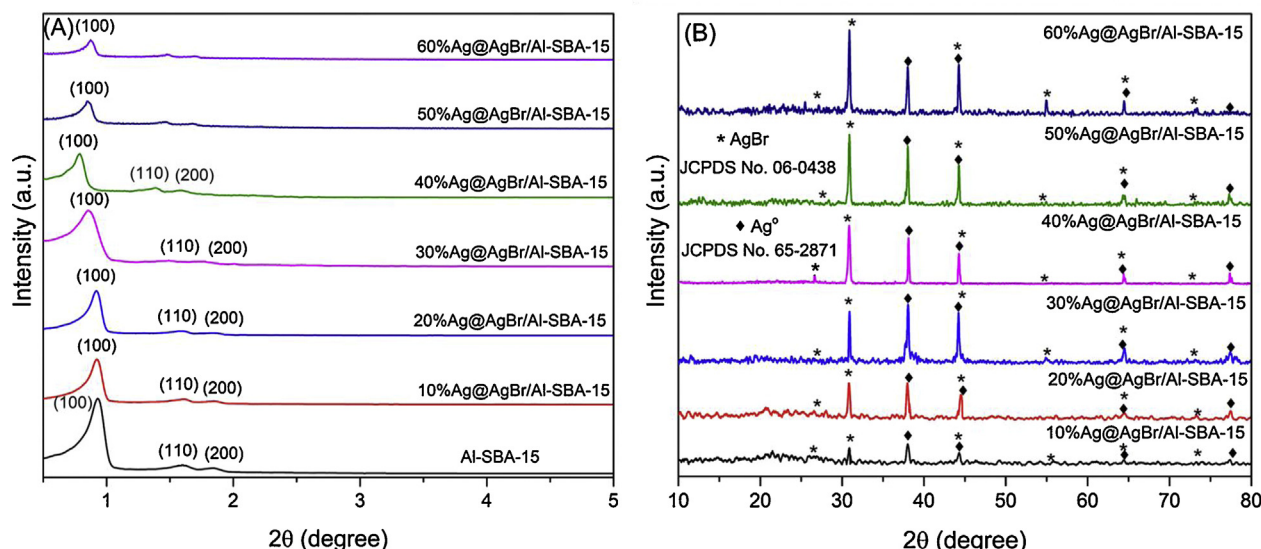 (A)
(100)
60%Ag@AgBr/Al-SBA-15
(100)
50%Ag@AgBr/Al-SBA-15
(100)
(110) (200)
40%Ag@AgBr/Al-SBA-15
(100)
(110) (200)
30%Ag@AgBr/Al-SBA-15
(100)
(110) (200)
20%Ag@AgBr/Al-SBA-15
(100)
(110) (200)
10%Ag@AgBr/Al-SBA-15
(100)
(110) (200)
Al-SBA-15
Intensity (a.u.)
1 2 3 4 5
2θ (degree)
(B)
60%Ag@AgBr/Al-SBA-15
50%Ag@AgBr/Al-SBA-15
* AgBr
JCPDS No. 06-0438
40%Ag@AgBr/Al-SBA-15
♦ Ag⁰
JCPDS No. 65-2871
30%Ag@AgBr/Al-SBA-15
20%Ag@AgBr/Al-SBA-15
10%Ag@AgBr/Al-SBA-15
Intensity (a.u.)
10 20 30 40 50 60 70 80
2θ (degree)